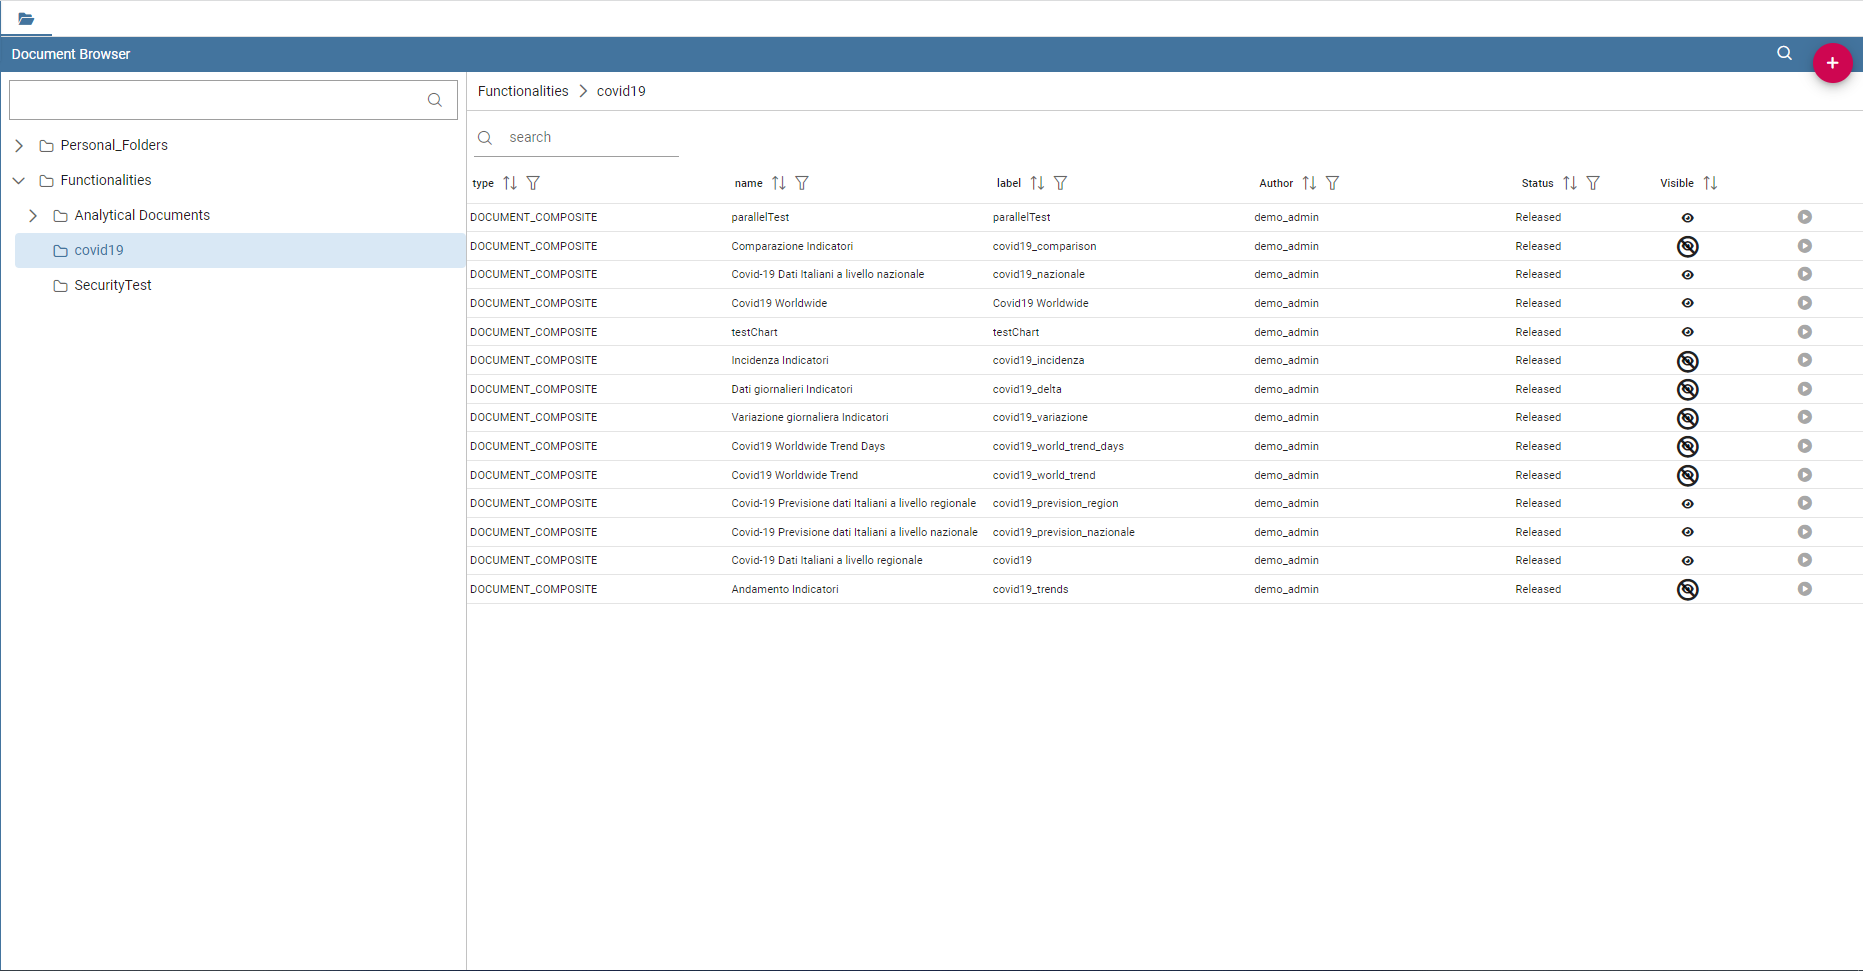 Document Browser
Personal_Folders
Functionalities
Analytical Documents
covid19
SecurityTest
Functionalities covid19
search
type name label Author Status Visible
DOCUMENT_COMPOSITE parallelTest parallelTest demo_admin Released
DOCUMENT_COMPOSITE Comparazione Indicatori covid19_comparison demo_admin Released
DOCUMENT_COMPOSITE Covid-19 Dati Italiani a livello nazionale covid19_nazionale demo_admin Released
DOCUMENT_COMPOSITE Covid19 Worldwide Covid19 Worldwide demo_admin Released
DOCUMENT_COMPOSITE testChart testChart demo_admin Released
DOCUMENT_COMPOSITE Incidenza Indicatori covid19_incidenza demo_admin Released
DOCUMENT_COMPOSITE Dati giornalieri Indicatori covid19_delta demo_admin Released
DOCUMENT_COMPOSITE Variazione giornaliera Indicatori covid19_variazione demo_admin Released
DOCUMENT_COMPOSITE Covid19 Worldwide Trend Days covid19_world_trend_days demo_admin Released
DOCUMENT_COMPOSITE Covid19 Worldwide Trend covid19_world_trend demo_admin Released
DOCUMENT_COMPOSITE Covid-19 Previsione dati Italiani a livello regionale covid19_prevision_region demo_admin Released
DOCUMENT_COMPOSITE Covid-19 Previsione dati Italiani a livello nazionale covid19_prevision_nazionale demo_admin Released
DOCUMENT_COMPOSITE Covid-19 Dati Italiani a livello regionale covid19 demo_admin Released
DOCUMENT_COMPOSITE Andamento Indicatori covid19_trends demo_admin Released